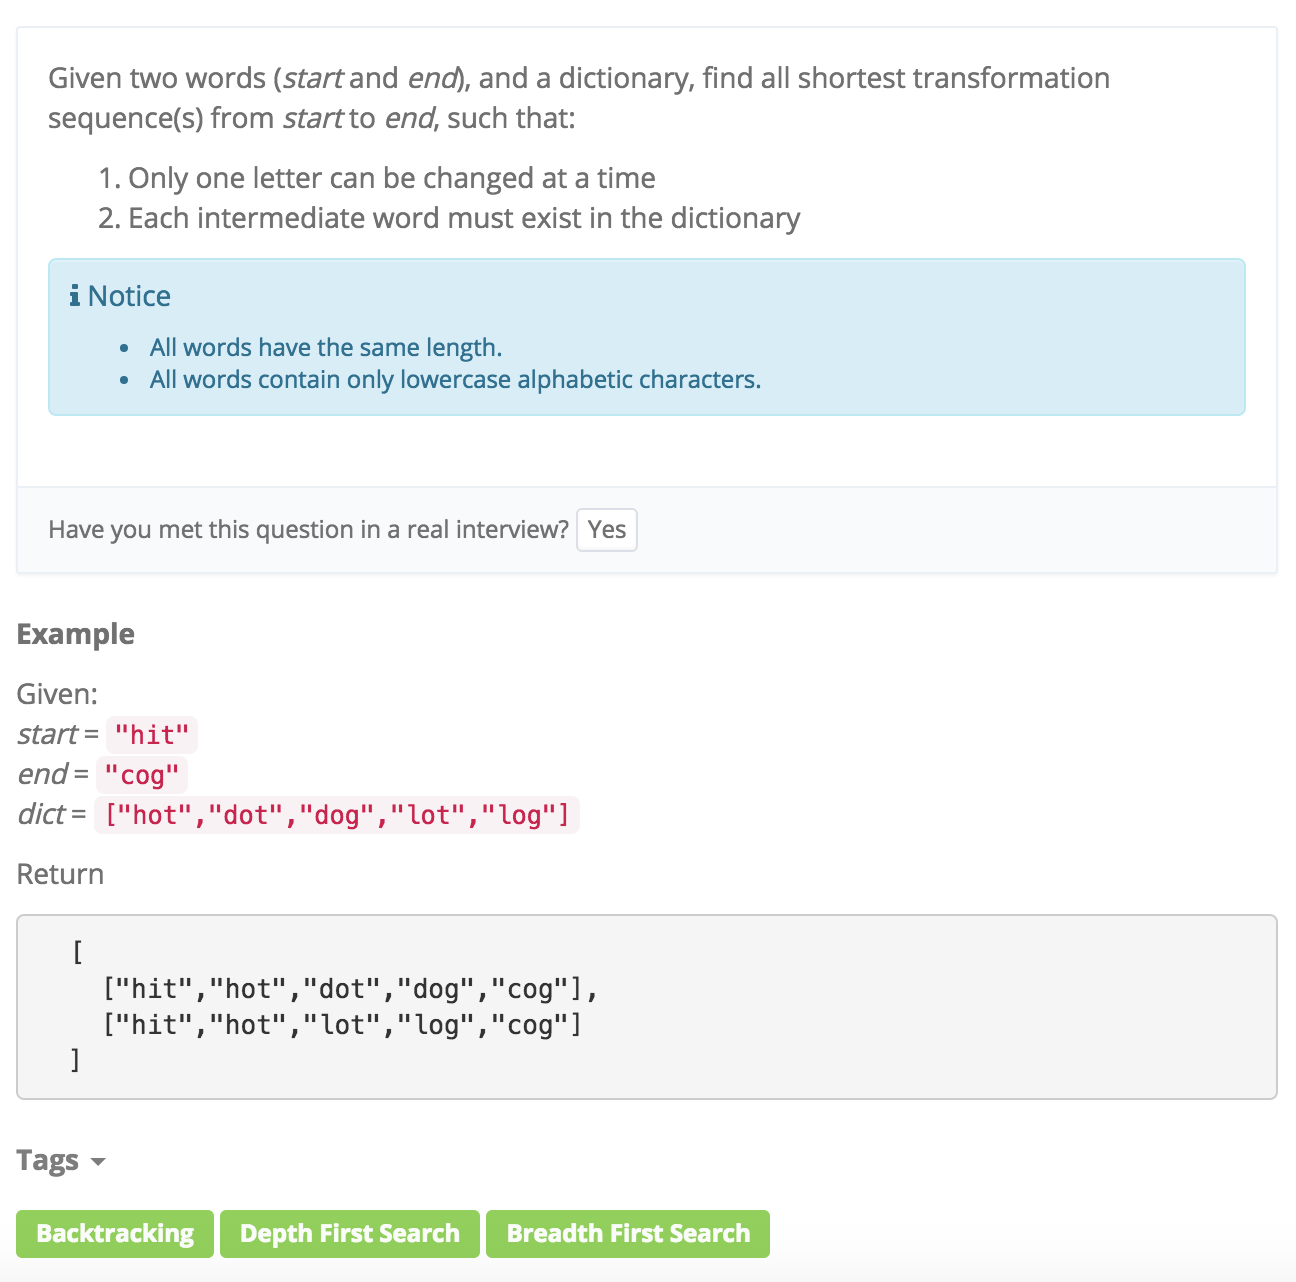 Given two words (start and end), and a dictionary, find all shortest transformation
sequence(s) from start to end, such that:
1. Only one letter can be changed at a time
2. Each intermediate word must exist in the dictionary
Notice
• All words have the same length.
• All words contain only lowercase alphabetic characters.
Have you met this question in a real interview? Yes
Example
Given:
start = "hit"
end = "cog"
dict = ["hot","dot","dog","lot","log"]
Return
[
["hit","hot","dot","dog","cog"],
["hit","hot","lot","log","cog"]
]
Tags
Backtracking Depth First Search Breadth First Search